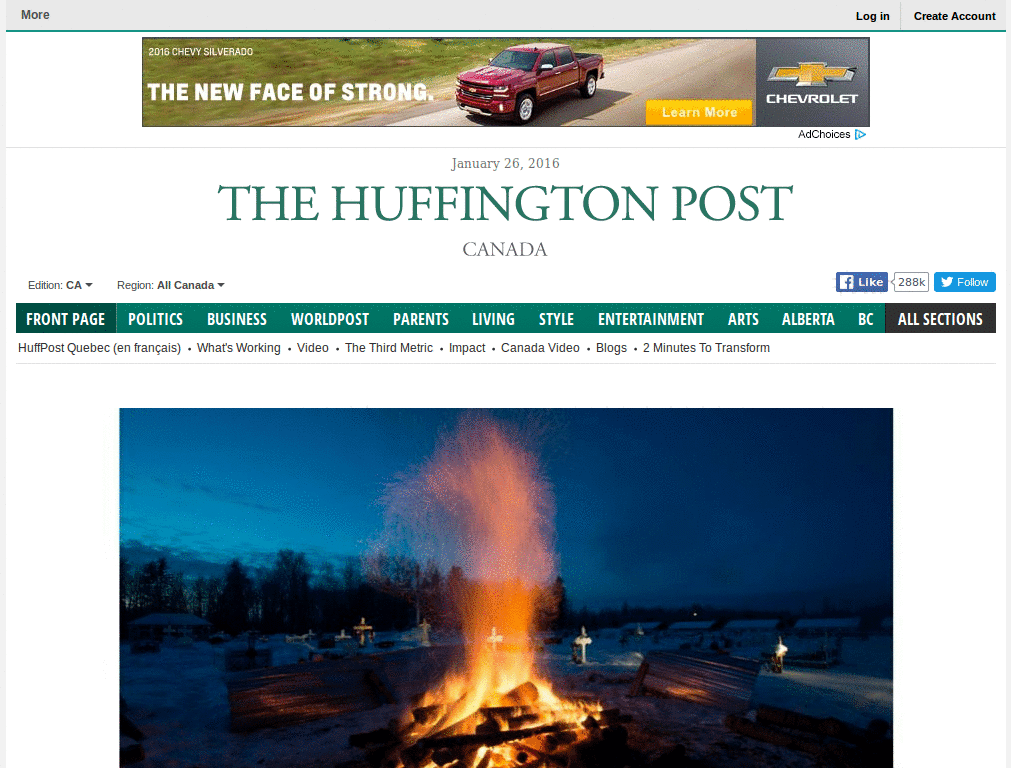 More
Log in
Create Account
2016 CHEVY SILVERADO
THE NEW FACE OF STRONG.
Learn More
CHEVROLET
AdChoices
January 26, 2016
THE HUFFINGTON POST
CANADA
Edition: CA
Region: All Canada
Like
288k
Follow
FRONT PAGE POLITICS BUSINESS WORLDPOST PARENTS LIVING STYLE ENTERTAINMENT ARTS ALBERTA BC ALL SECTIONS
HuffPost Quebec (en français) • What's Working • Video • The Third Metric • Impact • Canada Video • Blogs • 2 Minutes To Transform